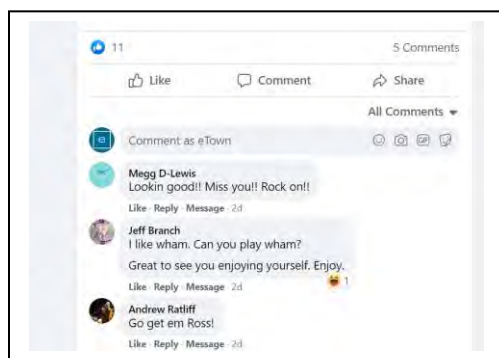 11 5 Comments
Like Comment Share
All Comments
Comment as eTown
GIF
Megg D-Lewis
Lookin good!! Miss you!! Rock on!!
Like · Reply · Message · 2d
Jeff Branch
I like wham. Can you play wham?
Great to see you enjoying yourself. Enjoy.
1
Like · Reply · Message · 2d
Andrew Ratliff
Go get em Ross!
Like · Reply · Message · 2d